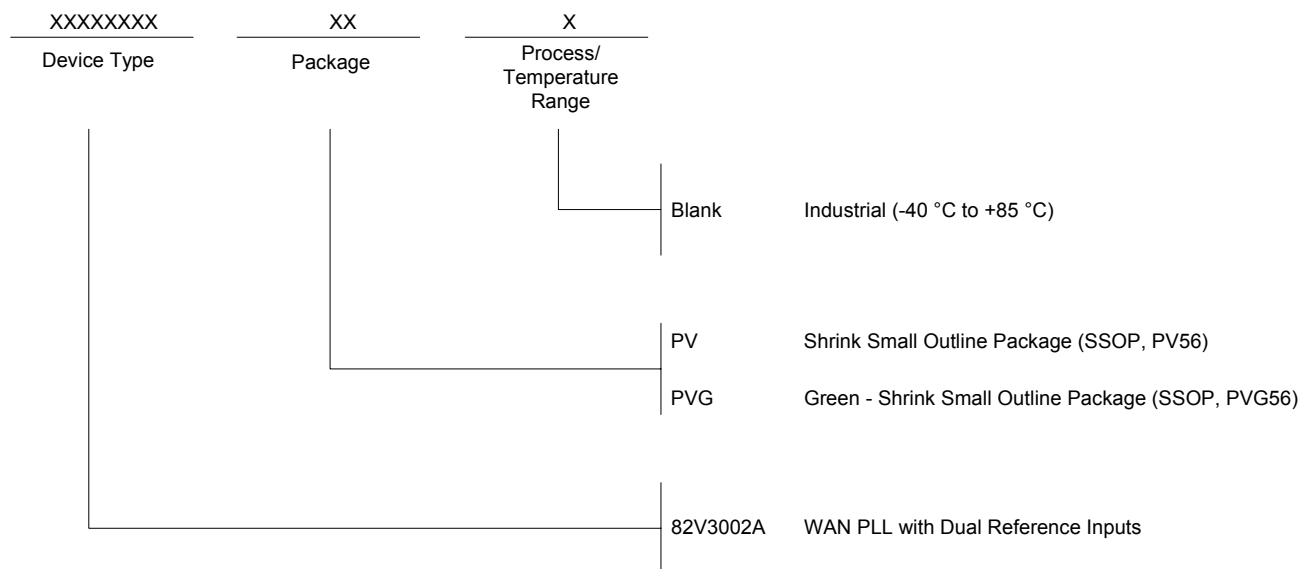 XXXXXXXX XX X
Device Type Package Process/
Temperature
Range
Blank Industrial (-40 °C to +85 °C)
PV Shrink Small Outline Package (SSOP, PV56)
PVG Green - Shrink Small Outline Package (SSOP, PVG56)
82V3002A WAN PLL with Dual Reference Inputs